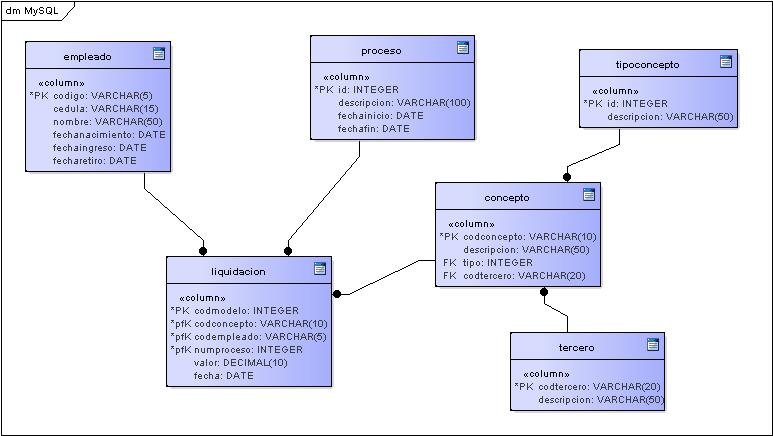 dm MySQL
empleado
«column»
*PK codigo: VARCHAR(5)
cedula: VARCHAR(15)
nombre: VARCHAR(50)
fechanacimiento: DATE
fechaingreso: DATE
fecharetiro: DATE
proceso
«column»
*PK id: INTEGER
descripcion: VARCHAR(100)
fechainicio: DATE
fechafin: DATE
tipoconcepto
«column»
*PK id: INTEGER
descripcion: VARCHAR(50)
concepto
«column»
*PK codconcepto: VARCHAR(10)
descripcion: VARCHAR(50)
FK tipo: INTEGER
FK codtercero: VARCHAR(20)
liquidacion
«column»
*PK codmodelo: INTEGER
*pfK codconcepto: VARCHAR(10)
*pfK codempleado: VARCHAR(5)
*pfK numproceso: INTEGER
valor: DECIMAL(10)
fecha: DATE
tercero
«column»
*PK codtercero: VARCHAR(20)
descripcion: VARCHAR(50)